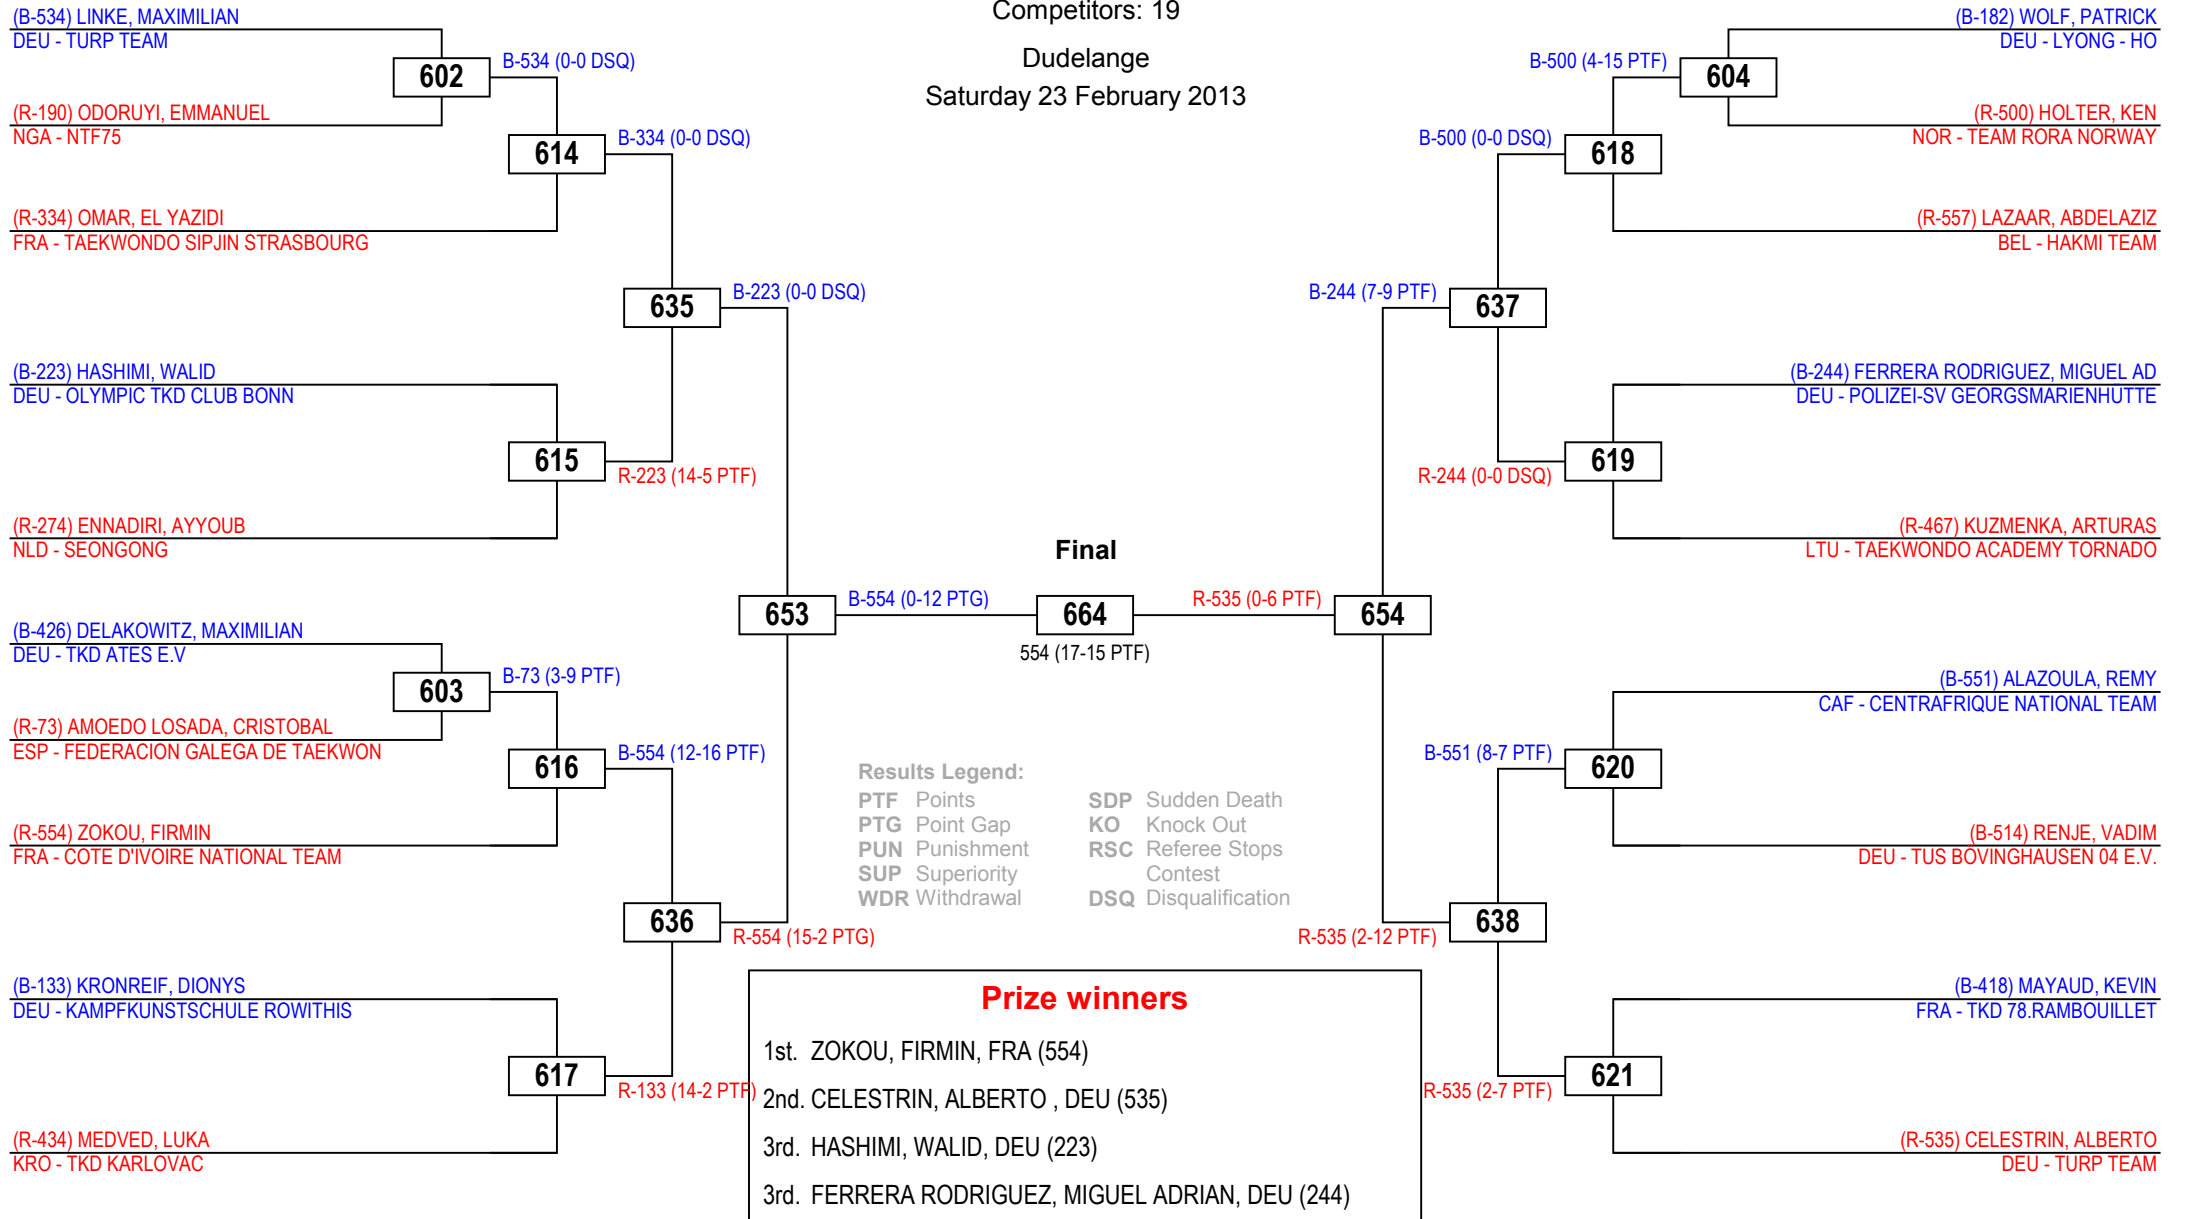 Competitors: 19
Dudelange
Saturday 23 February 2013
(B-534) LINKE, MAXIMILIAN
DEU - TURP TEAM
602
B-534 (0-0 DSQ)
(R-190) ODORUYI, EMMANUEL
NGA - NTF75
614
B-334 (0-0 DSQ)
(R-334) OMAR, EL YAZIDI
FRA - TAEKWONDO SIPJIN STRASBOURG
635
B-223 (0-0 DSQ)
(B-223) HASHIMI, WALID
DEU - OLYMPIC TKD CLUB BONN
615
R-223 (14-5 PTF)
(R-274) ENNADIRI, AYYOUB
NLD - SEONGONG
653
B-554 (0-12 PTG)
(B-426) DELAKOWITZ, MAXIMILIAN
DEU - TKD ATES E.V
603
B-73 (3-9 PTF)
(R-73) AMOEDO LOSADA, CRISTOBAL
ESP - FEDERACION GALEGA DE TAEKWON
616
B-554 (12-16 PTF)
(R-554) ZOKOU, FIRMIN
FRA - COTE D'IVOIRE NATIONAL TEAM
636
R-554 (15-2 PTG)
(B-133) KRONREIF, DIONYS
DEU - KAMPFKUNSTSCHULE ROWITHIS
617
R-133 (14-2 PTF)
(R-434) MEDVED, LUKA
KRO - TKD KARLOVAC
Final
664
554 (17-15 PTF)
(B-182) WOLF, PATRICK
DEU - LYONG - HO
B-500 (4-15 PTF)
604
(R-500) HOLTER, KEN
NOR - TEAM RORA NORWAY
B-500 (0-0 DSQ)
618
(R-557) LAZAAR, ABDELAZIZ
BEL - HAKMI TEAM
B-244 (7-9 PTF)
637
(B-244) FERRERA RODRIGUEZ, MIGUEL AD
DEU - POLIZEI-SV GEORGSMARIENHUTTE
R-244 (0-0 DSQ)
619
(R-467) KUZMENKA, ARTURAS
LTU - TAEKWONDO ACADEMY TORNADO
R-535 (0-6 PTF)
654
(B-551) ALAZOULA, REMY
CAF - CENTRAFRIQUE NATIONAL TEAM
B-551 (8-7 PTF)
620
(B-514) RENJE, VADIM
DEU - TUS BÖVINGHAUSEN 04 E.V.
R-535 (2-12 PTF)
638
(B-418) MAYAUD, KEVIN
FRA - TKD 78.RAMBOUILLET
R-535 (2-7 PTF)
621
(R-535) CELESTRIN, ALBERTO
DEU - TURP TEAM
Results Legend:
PTF Points SDP Sudden Death
PTG Point Gap KO Knock Out
PUN Punishment RSC Referee Stops
SUP Superiority Contest
WDR Withdrawal DSQ Disqualification
Prize winners
1st. ZOKOU, FIRMIN, FRA (554)
2nd. CELESTRIN, ALBERTO , DEU (535)
3rd. HASHIMI, WALID, DEU (223)
3rd. FERRERA RODRIGUEZ, MIGUEL ADRIAN, DEU (244)